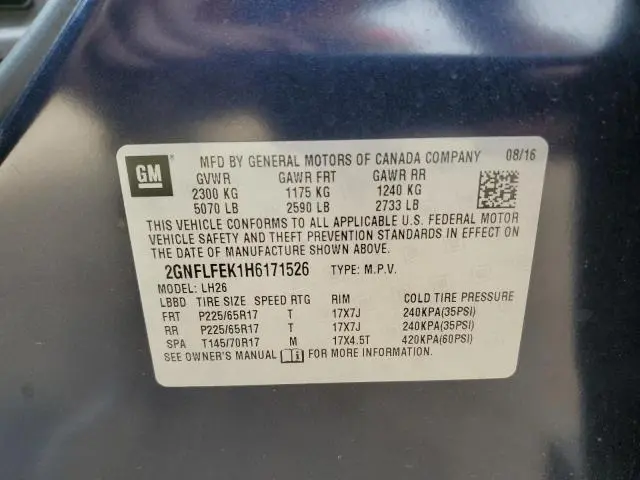 GM
MFD BY GENERAL MOTORS OF CANADA COMPANY 08/16
GVWR GAWR FRT GAWR RR
2300 KG 1175 KG 1240 KG
5070 LB 2590 LB 2733 LB
THIS VEHICLE CONFORMS TO ALL APPLICABLE U.S. FEDERAL MOTOR
VEHICLE SAFETY AND THEFT PREVENTION STANDARDS IN EFFECT ON
THE DATE OF MANUFACTURE SHOWN ABOVE.
2GNFLFEK1H6171526 TYPE: M.P.V.
MODEL: LH26
LBBD TIRE SIZE SPEED RTG RIM COLD TIRE PRESSURE
FRT P225/65R17 T 17X7J 240KPA(35PSI)
RR P225/65R17 T 17X7J 240KPA(35PSI)
SPA T145/70R17 M 17X4.5T 420KPA(60PSI)
SEE OWNER'S MANUAL FOR MORE INFORMATION.